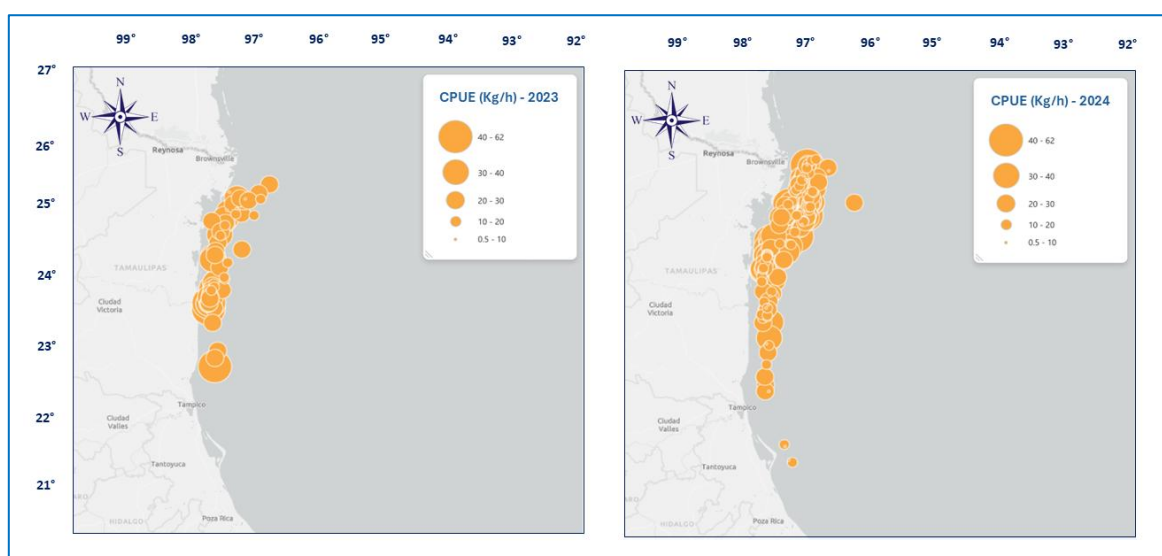 99° 98° 97° 96° 95° 94° 93° 92°
99° 98° 97° 96° 95° 94° 93° 92°
27°
26°
25°
24°
23°
22°
21°
N
W E
S
Reynosa
Brownsville
TAMAULIPAS
Ciudad
Victoria
Tampico
Ciudad
Valles
Tantoyuca
HIDALGO
Poza Rica
CPUE (Kg/h) - 2023
40 - 62
30 - 40
20 - 30
10 - 20
0.5 - 10
N
W E
S
Reynosa
Brownsville
TAMAULIPAS
Ciudad
Victoria
Tampico
Ciudad
Valles
Tantoyuca
HIDALGO
Poza Rica
CPUE (Kg/h) - 2024
40 - 62
30 - 40
20 - 30
10 - 20
0.5 - 10